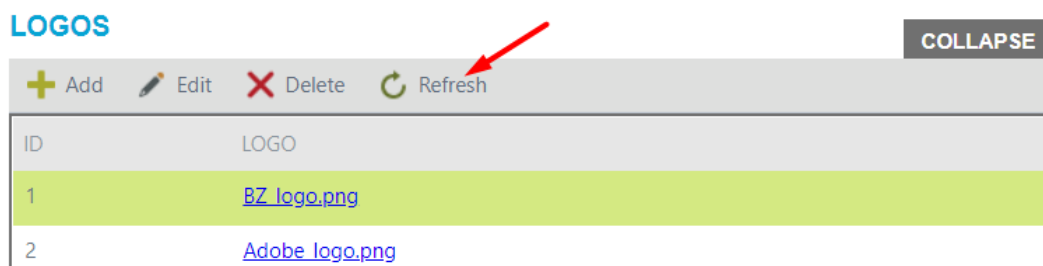 LOGOS
COLLAPSE
Add Edit Delete Refresh
ID LOGO
1 BZ_logo.png
2 Adobe_logo.png